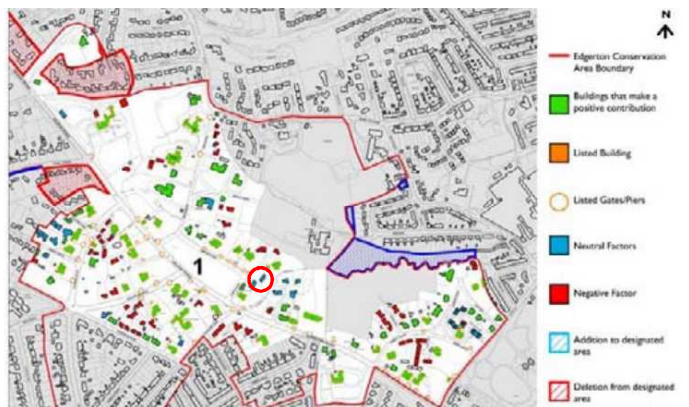 N
Edgerton Conservation
Area Boundary
Buildings that make a
positive contribution
Listed Building
Listed Gates/Piers
Neutral Factors
Negative Factor
Addition to designated
area
Deletion from designated
area
1